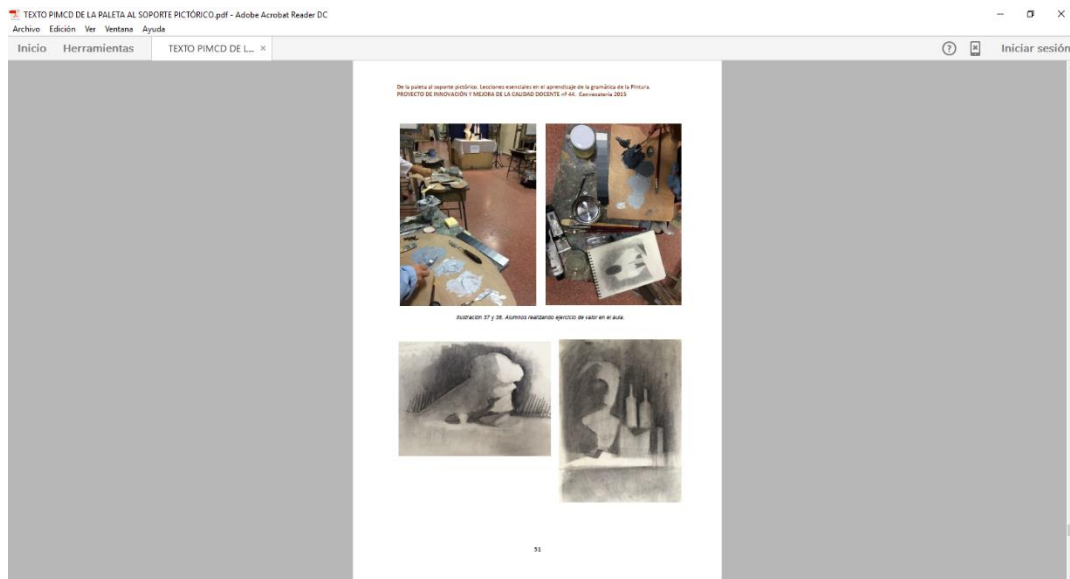 TEXTO PIMCD DE LA PALETA AL SOPORTE PICTÓRICO.pdf - Adobe Acrobat Reader DC
Archivo Edición Ver Ventana Ayuda
Inicio Herramientas TEXTO PIMCD DE L... × Iniciar sesión
De la paleta al soporte pictórico. Lecciones esenciales en el aprendizaje de la gramática de la Pintura.
PROYECTO DE INNOVACIÓN Y MEJORA DE LA CALIDAD DOCENTE nº 44. Convocatoria 2015
Ilustración 37 y 38. Alumnos realizando ejercicio de valor en el aula.
51